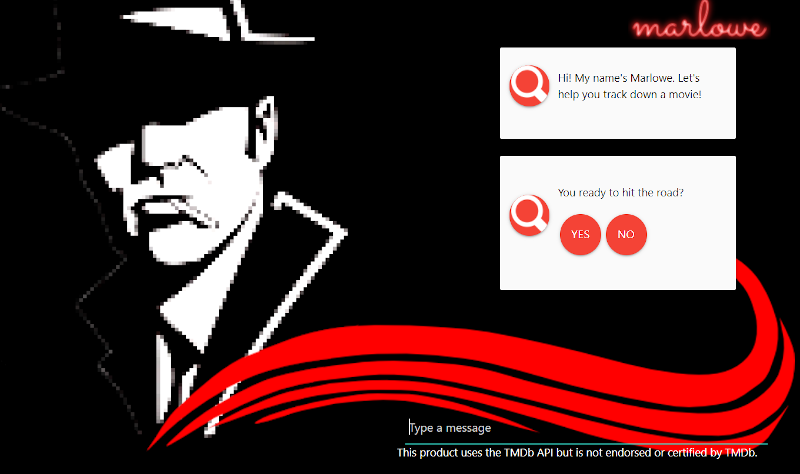 marlowe
Hi! My name's Marlowe. Let's
help you track down a movie!
You ready to hit the road?
YES NO
Type a message
This product uses the TMDb API but is not endorsed or certified by TMDb.